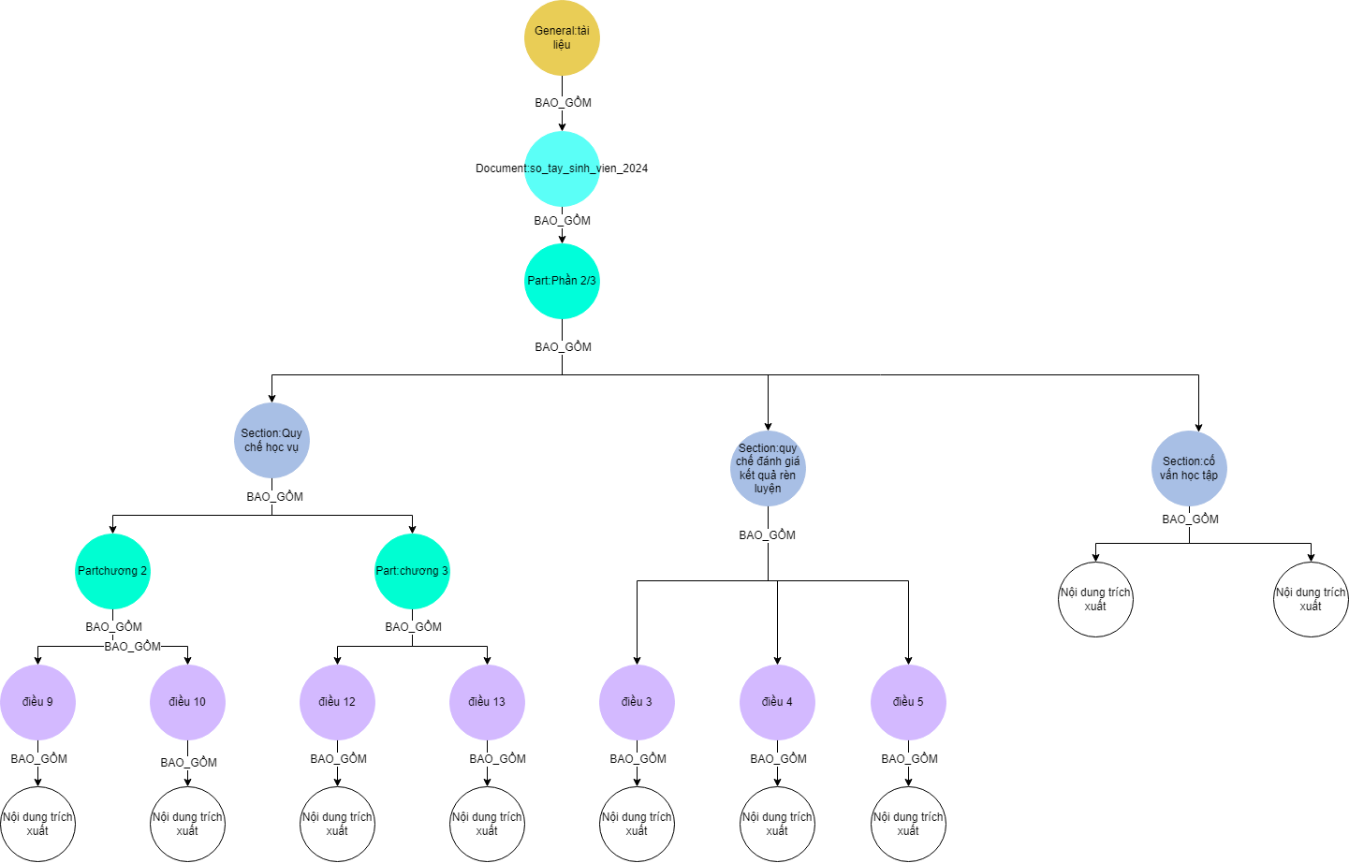 General:tài
liệu
BAO_GỒM
Document:so_tay_sinh_vien_2024
BAO_GỒM
Part:Phần 2/3
BAO_GỒM
Section:Quy
chế học vụ
Section:quy
chế đánh giá
kết quả rèn
luyện
Section:cố
vấn học tập
BAO_GỒM
BAO_GỒM
BAO_GỒM
Partchương 2
Part:chương 3
Nội dung trích
xuất
Nội dung trích
xuất
BAO_GỒM
BAO_GỒM
BAO_GỒM
điều 9
điều 10
điều 12
điều 13
điều 3
điều 4
điều 5
BAO_GỒM
BAO_GỒM
BAO_GỒM
BAO_GỒM
BAO_GỒM
BAO_GỒM
BAO_GỒM
Nội dung trích
xuất
Nội dung trích
xuất
Nội dung trích
xuất
Nội dung trích
xuất
Nội dung trích
xuất
Nội dung trích
xuất
Nội dung trích
xuất